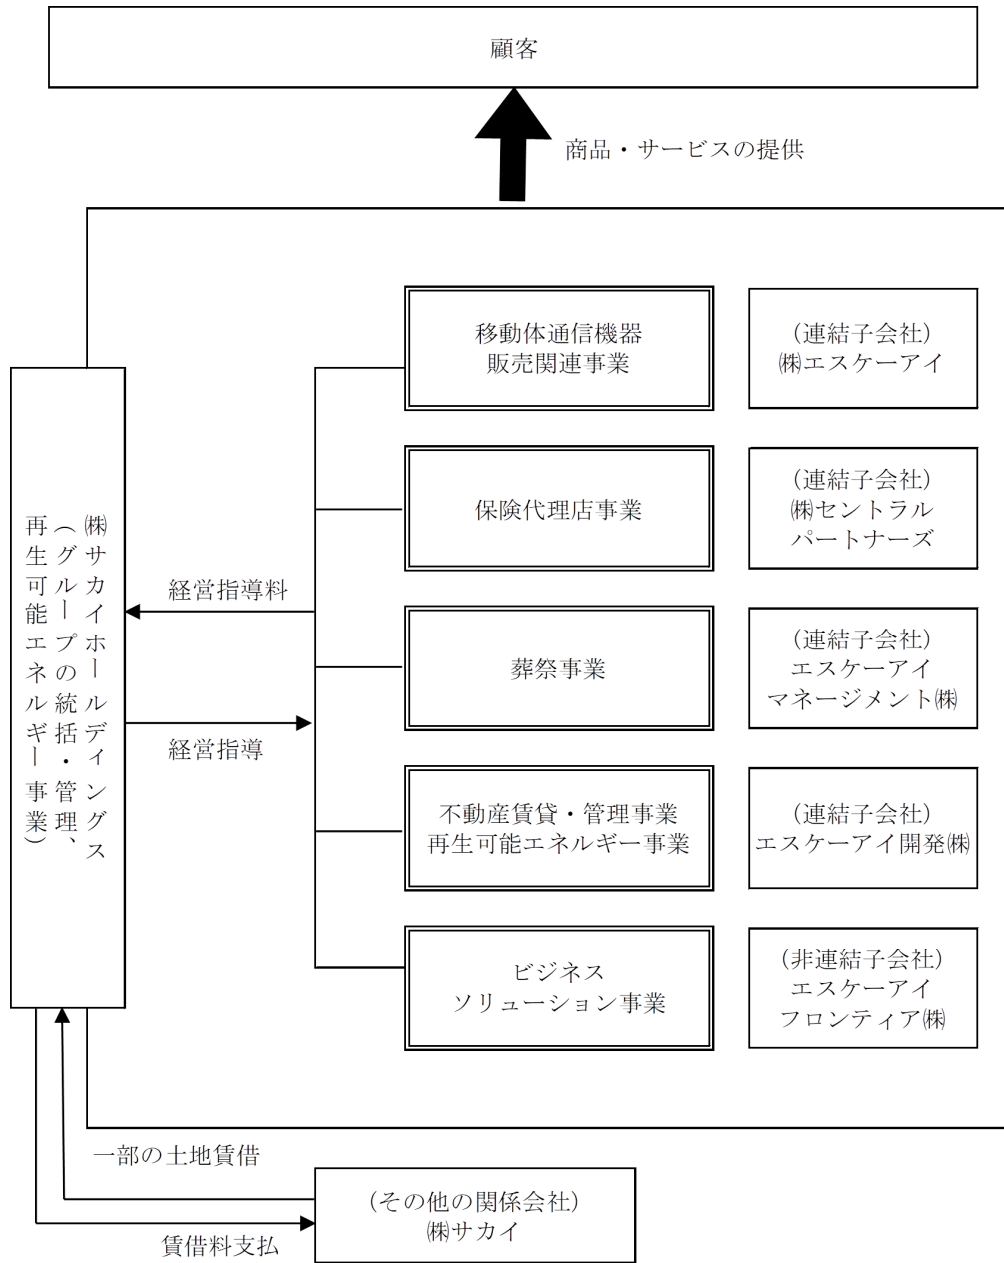 顧客
商品・サービスの提供
移動体通信機器
販売関連事業
（連結子会社）
㈱エスケーアイ
保険代理店事業
（連結子会社）
㈱セントラル
パートナーズ
㈱サカイホールディングス
（グループの統括・管理、
再生可能エネルギー事業）
経営指導料
経営指導
葬祭事業
（連結子会社）
エスケーアイ
マネージメント㈱
不動産賃貸・管理事業
再生可能エネルギー事業
（連結子会社）
エスケーアイ開発㈱
ビジネス
ソリューション事業
（非連結子会社）
エスケーアイ
フロンティア㈱
一部の土地賃借
（その他の関係会社）
㈱サカイ
賃借料支払